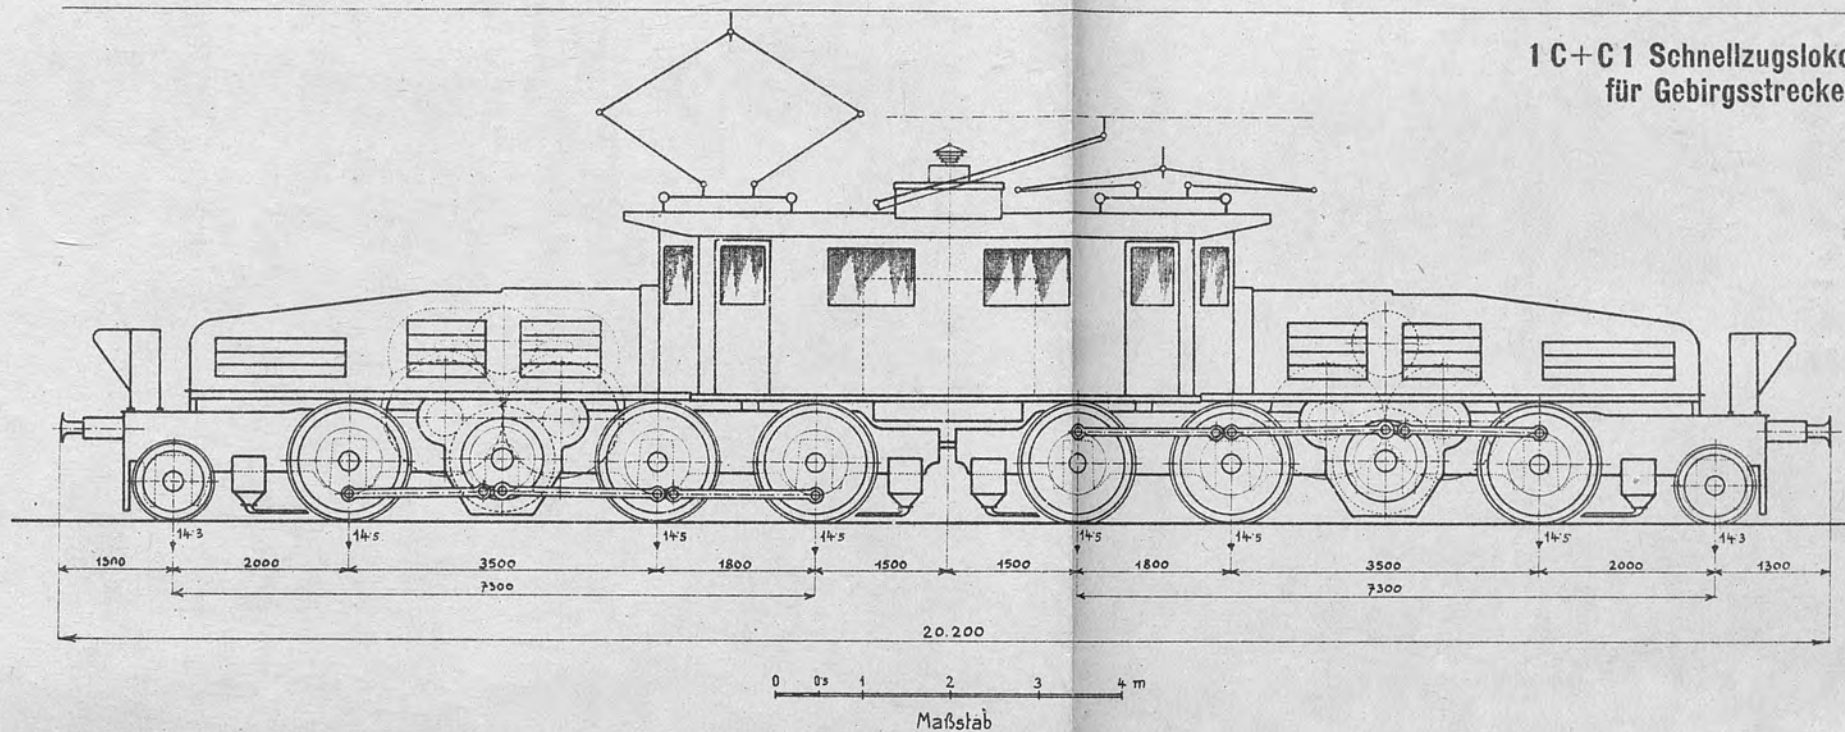 1 C+C 1 Schnellzugsloko
für Gebirgsstrecke
14·3 14·5 14·5 14·5 14·5 14·5 14·5 14·3
1300 2000 3500 1800 1500 1500 1800 3500 2000 1300
7300 7300
20.200
0 0·5 1 2 3 4 m
Maßstab